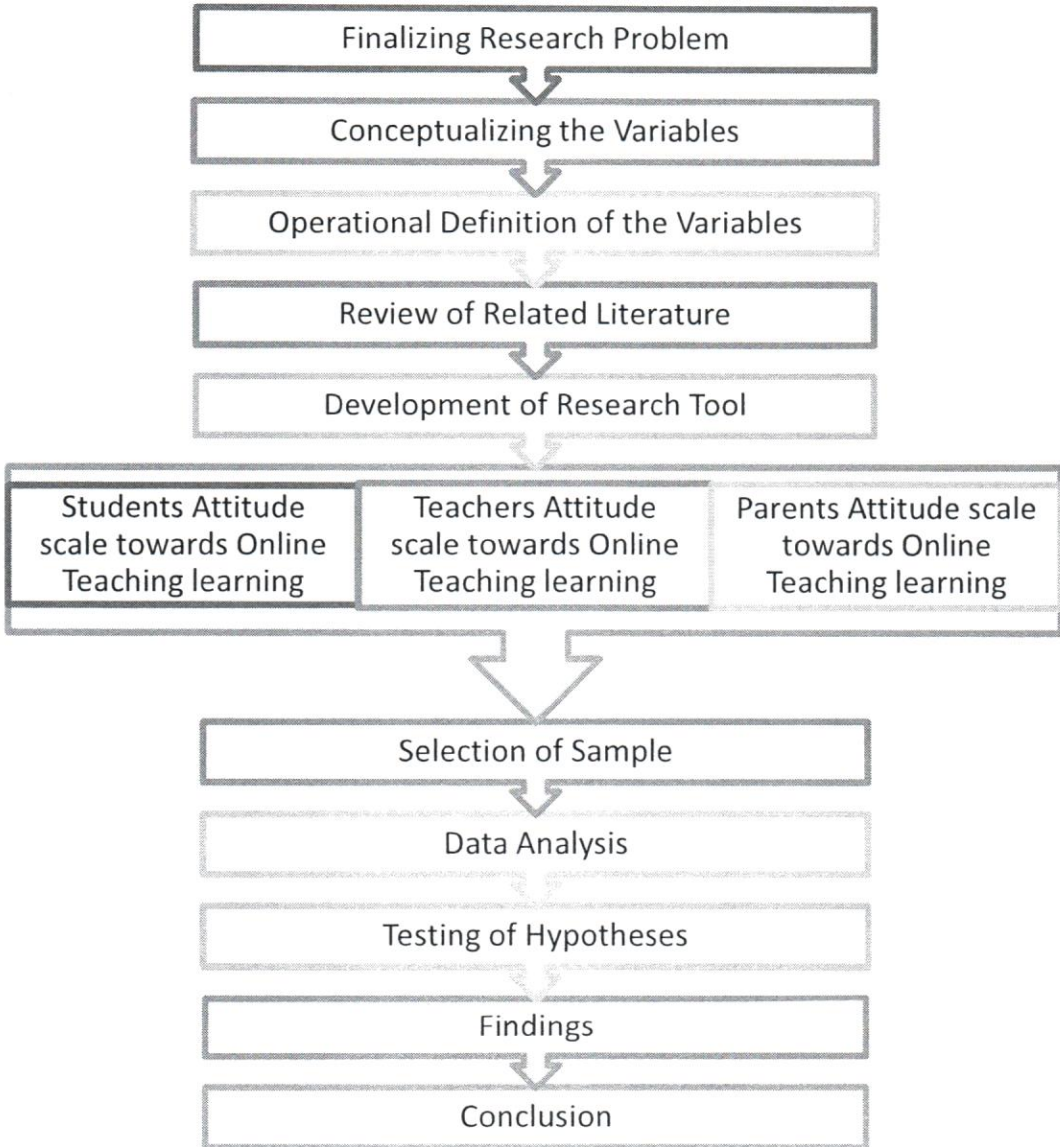 Finalizing Research Problem
Conceptualizing the Variables
Operational Definition of the Variables
Review of Related Literature
Development of Research Tool
Students Attitude
scale towards Online
Teaching learning
Teachers Attitude
scale towards Online
Teaching learning
Parents Attitude scale
towards Online
Teaching learning
Selection of Sample
Data Analysis
Testing of Hypotheses
Findings
Conclusion